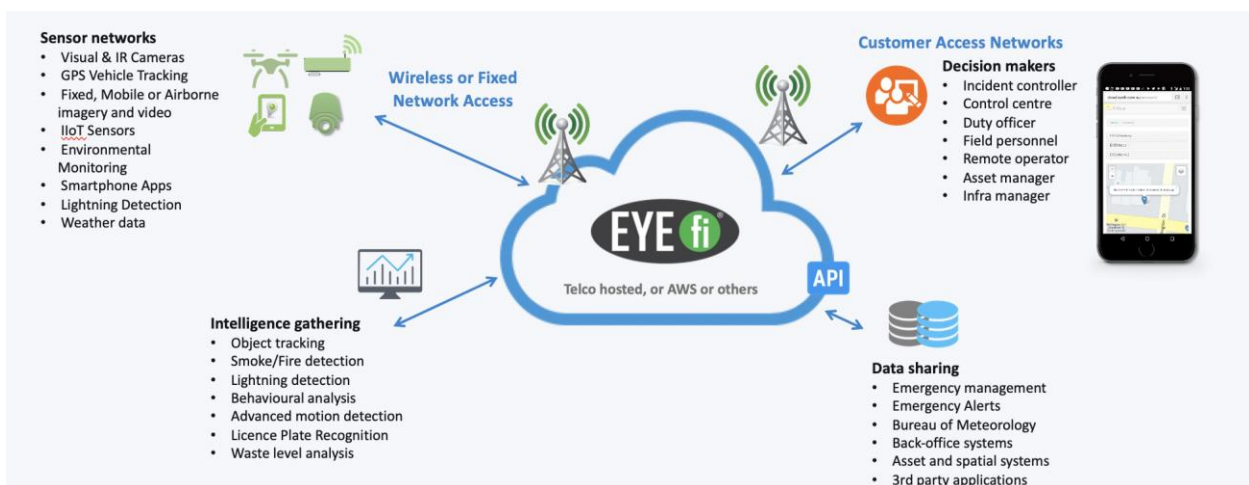 Sensor networks
• Visual & IR Cameras
• GPS Vehicle Tracking
• Fixed, Mobile or Airborne
imagery and video
• IIoT Sensors
• Environmental
Monitoring
• Smartphone Apps
• Lightning Detection
• Weather data
Wireless or Fixed
Network Access
Customer Access Networks
Decision makers
• Incident controller
• Control centre
• Duty officer
• Field personnel
• Remote operator
• Asset manager
• Infra manager
EYEfi®
Telco hosted, or AWS or others
API
Intelligence gathering
• Object tracking
• Smoke/Fire detection
• Lightning detection
• Behavioural analysis
• Advanced motion detection
• Licence Plate Recognition
• Waste level analysis
Data sharing
• Emergency management
• Emergency Alerts
• Bureau of Meteorology
• Back-office systems
• Asset and spatial systems
• 3rd party applications